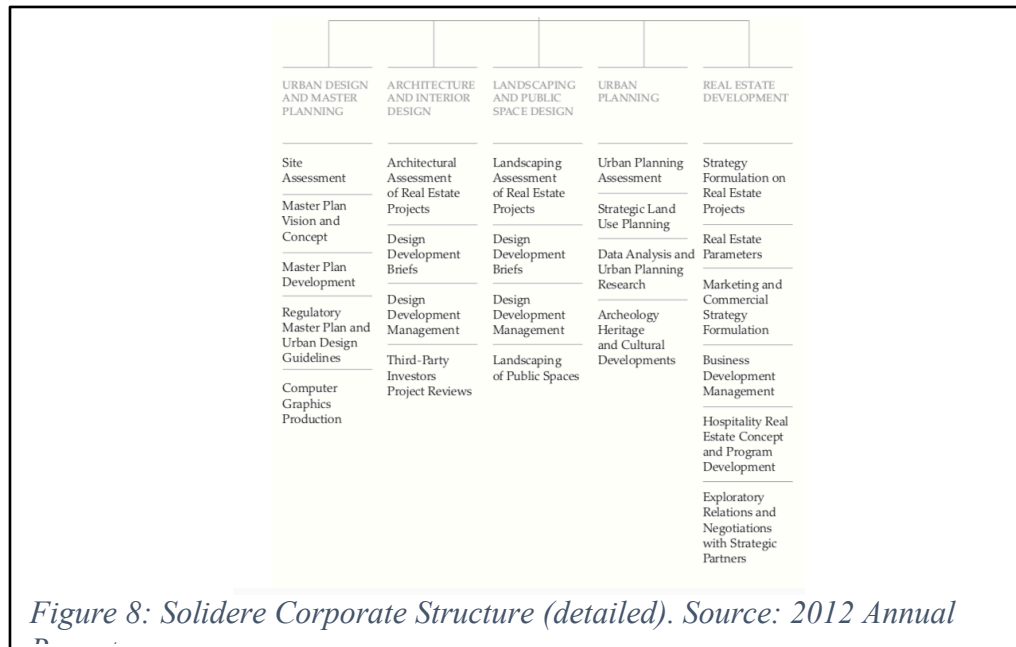 URBAN DESIGN
AND MASTER
PLANNING
Site
Assessment
Master Plan
Vision and
Concept
Master Plan
Development
Regulatory
Master Plan and
Urban Design
Guidelines
Computer
Graphics
Production
ARCHITECTURE
AND INTERIOR
DESIGN
Architectural
Assessment
of Real Estate
Projects
Design
Development
Briefs
Design
Development
Management
Third-Party
Investors
Project Reviews
LANDSCAPING
AND PUBLIC
SPACE DESIGN
Landscaping
Assessment
of Real Estate
Projects
Design
Development
Briefs
Design
Development
Management
Landscaping
of Public Spaces
URBAN
PLANNING
Urban Planning
Assessment
Strategic Land
Use Planning
Data Analysis and
Urban Planning
Research
Archeology
Heritage
and Cultural
Developments
REAL ESTATE
DEVELOPMENT
Strategy
Formulation on
Real Estate
Projects
Real Estate
Parameters
Marketing and
Commercial
Strategy
Formulation
Business
Development
Management
Hospitality Real
Estate Concept
and Program
Development
Exploratory
Relations and
Negotiations
with Strategic
Partners
Figure 8: Solidere Corporate Structure (detailed). Source: 2012 Annual